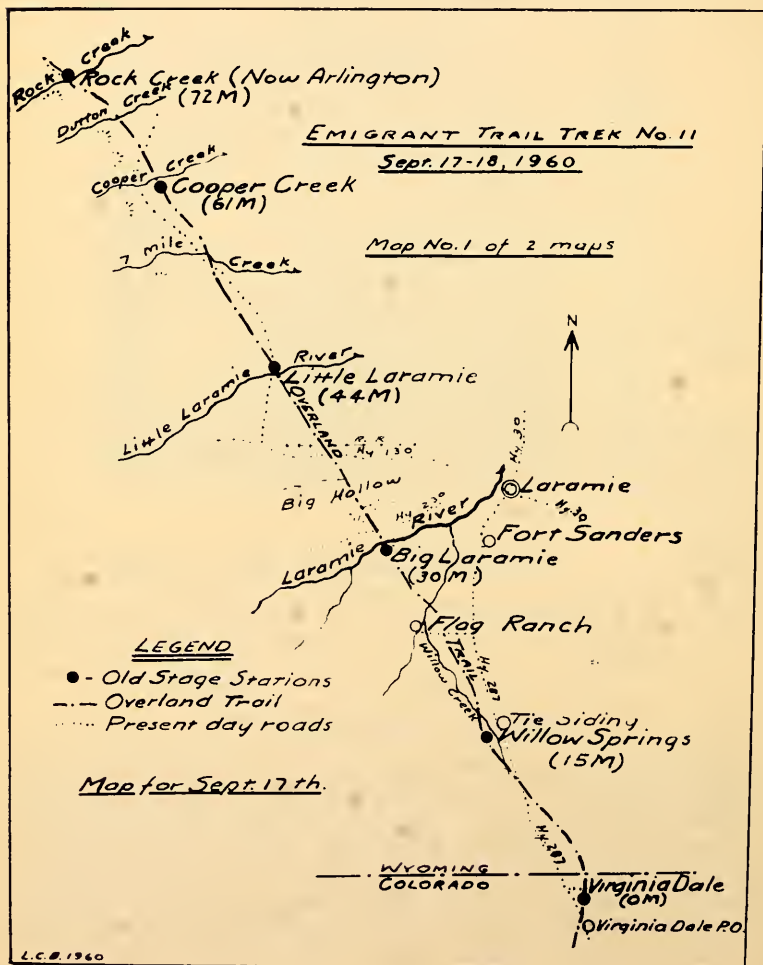 Rock Creek
Rock Creek (Now Arlington)
(72M)
Dutton Creek
EMIGRANT TRAIL TREK No. 11
Sept. 17-18, 1960
Cooper Creek
Cooper Creek
(61M)
Map No. 1 of 2 maps
7 Mile Creek
N
Little Laramie River
Little Laramie
(44M)
OVERLAND
R.R.
Hy 130
Hy. 30
Big Hollow
Laramie
Hy. 230
Hy. 30
Laramie River
Fort Sanders
Big Laramie
(30M)
Flag Ranch
LEGEND
TRAIL
Old Stage Stations
Willow Creek
Hy. 287
Overland Trail
Tie Siding
Present day roads
Willow Springs
(15M)
Map for Sept. 17th.
Hy. 287
WYOMING
COLORADO
Virginia Dale
(0M)
Virginia Dale P.O.
L.C.B. 1960